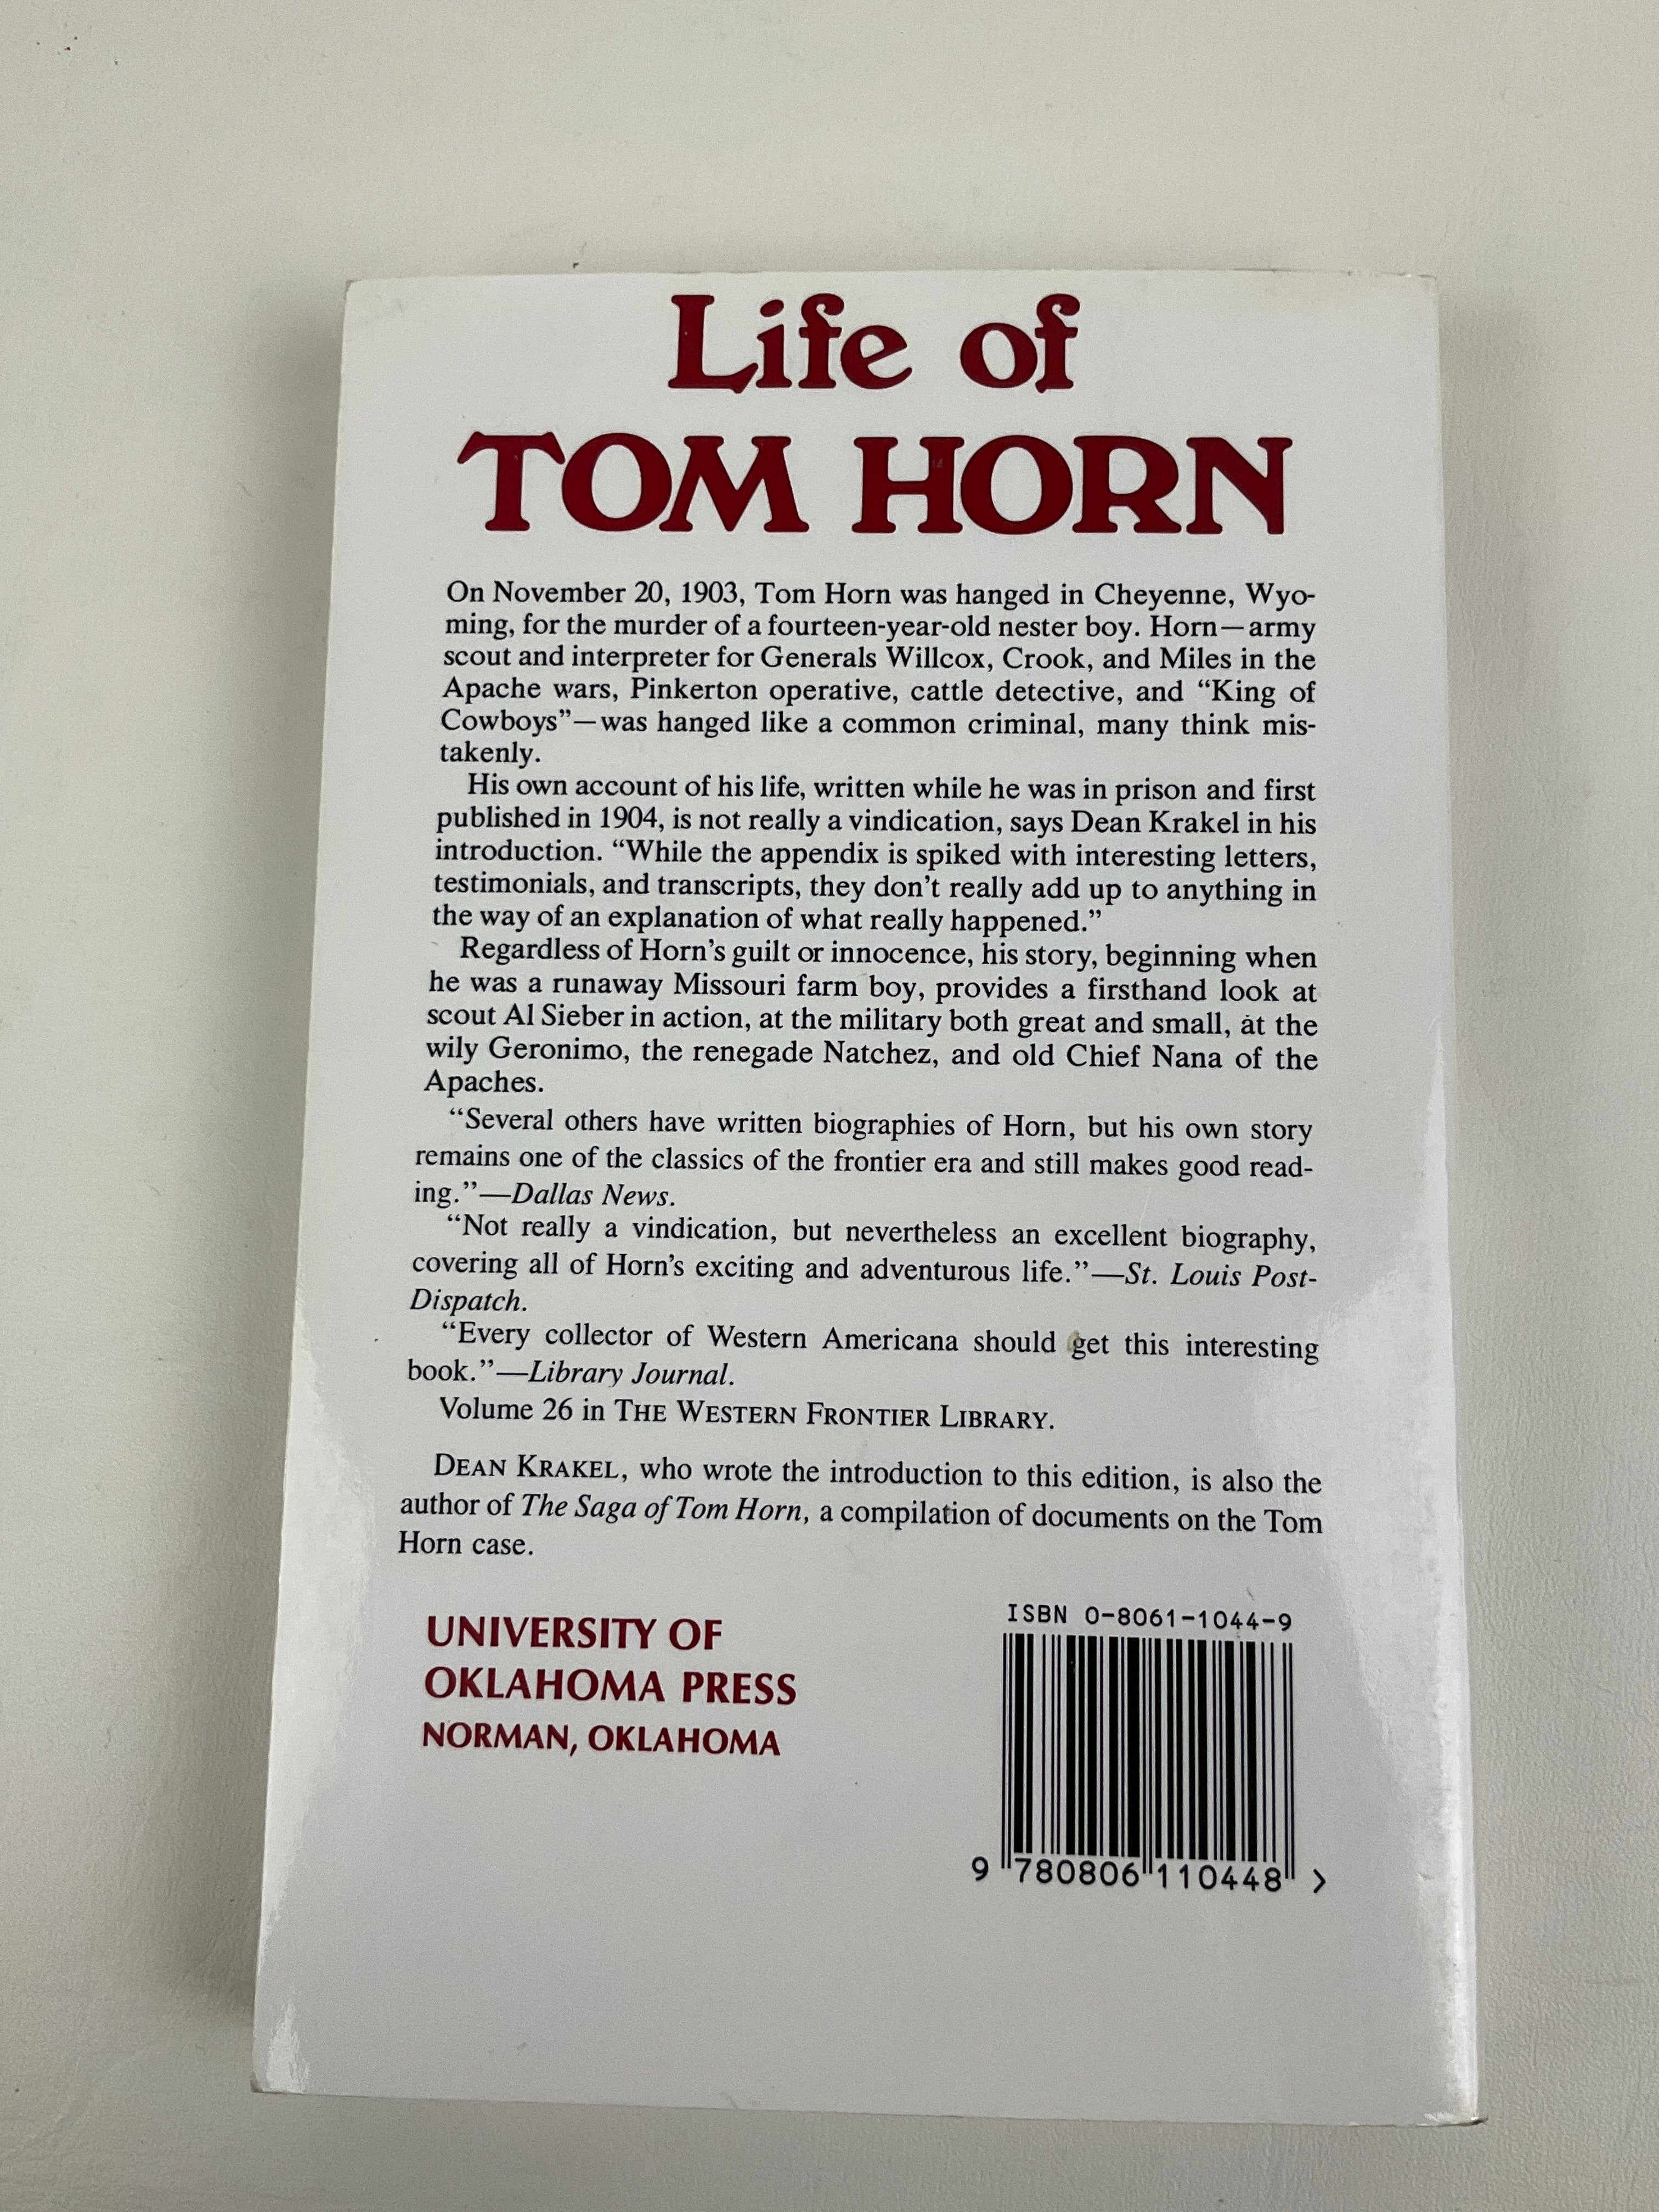 Life of
TOM HORN
On November 20, 1903, Tom Horn was hanged in Cheyenne, Wyo-
ming, for the murder of a fourteen-year-old nester boy. Horn—army
scout and interpreter for Generals Willcox, Crook, and Miles in the
Apache wars, Pinkerton operative, cattle detective, and “King of
Cowboys”—was hanged like a common criminal, many think mis-
takenly.
His own account of his life, written while he was in prison and first
published in 1904, is not really a vindication, says Dean Krakel in his
introduction. “While the appendix is spiked with interesting letters,
testimonials, and transcripts, they don’t really add up to anything in
the way of an explanation of what really happened.”
Regardless of Horn’s guilt or innocence, his story, beginning when
he was a runaway Missouri farm boy, provides a firsthand look at
scout Al Sieber in action, at the military both great and small, at the
wily Geronimo, the renegade Natchez, and old Chief Nana of the
Apaches.
“Several others have written biographies of Horn, but his own story
remains one of the classics of the frontier era and still makes good read-
ing.”—Dallas News.
“Not really a vindication, but nevertheless an excellent biography,
covering all of Horn’s exciting and adventurous life.”—St. Louis Post-
Dispatch.
“Every collector of Western Americana should get this interesting
book.”—Library Journal.
Volume 26 in THE WESTERN FRONTIER LIBRARY.
DEAN KRAKEL, who wrote the introduction to this edition, is also the
author of The Saga of Tom Horn, a compilation of documents on the Tom
Horn case.
UNIVERSITY OF
OKLAHOMA PRESS
NORMAN, OKLAHOMA
ISBN 0-8061-1044-9
9 780806 110448 >